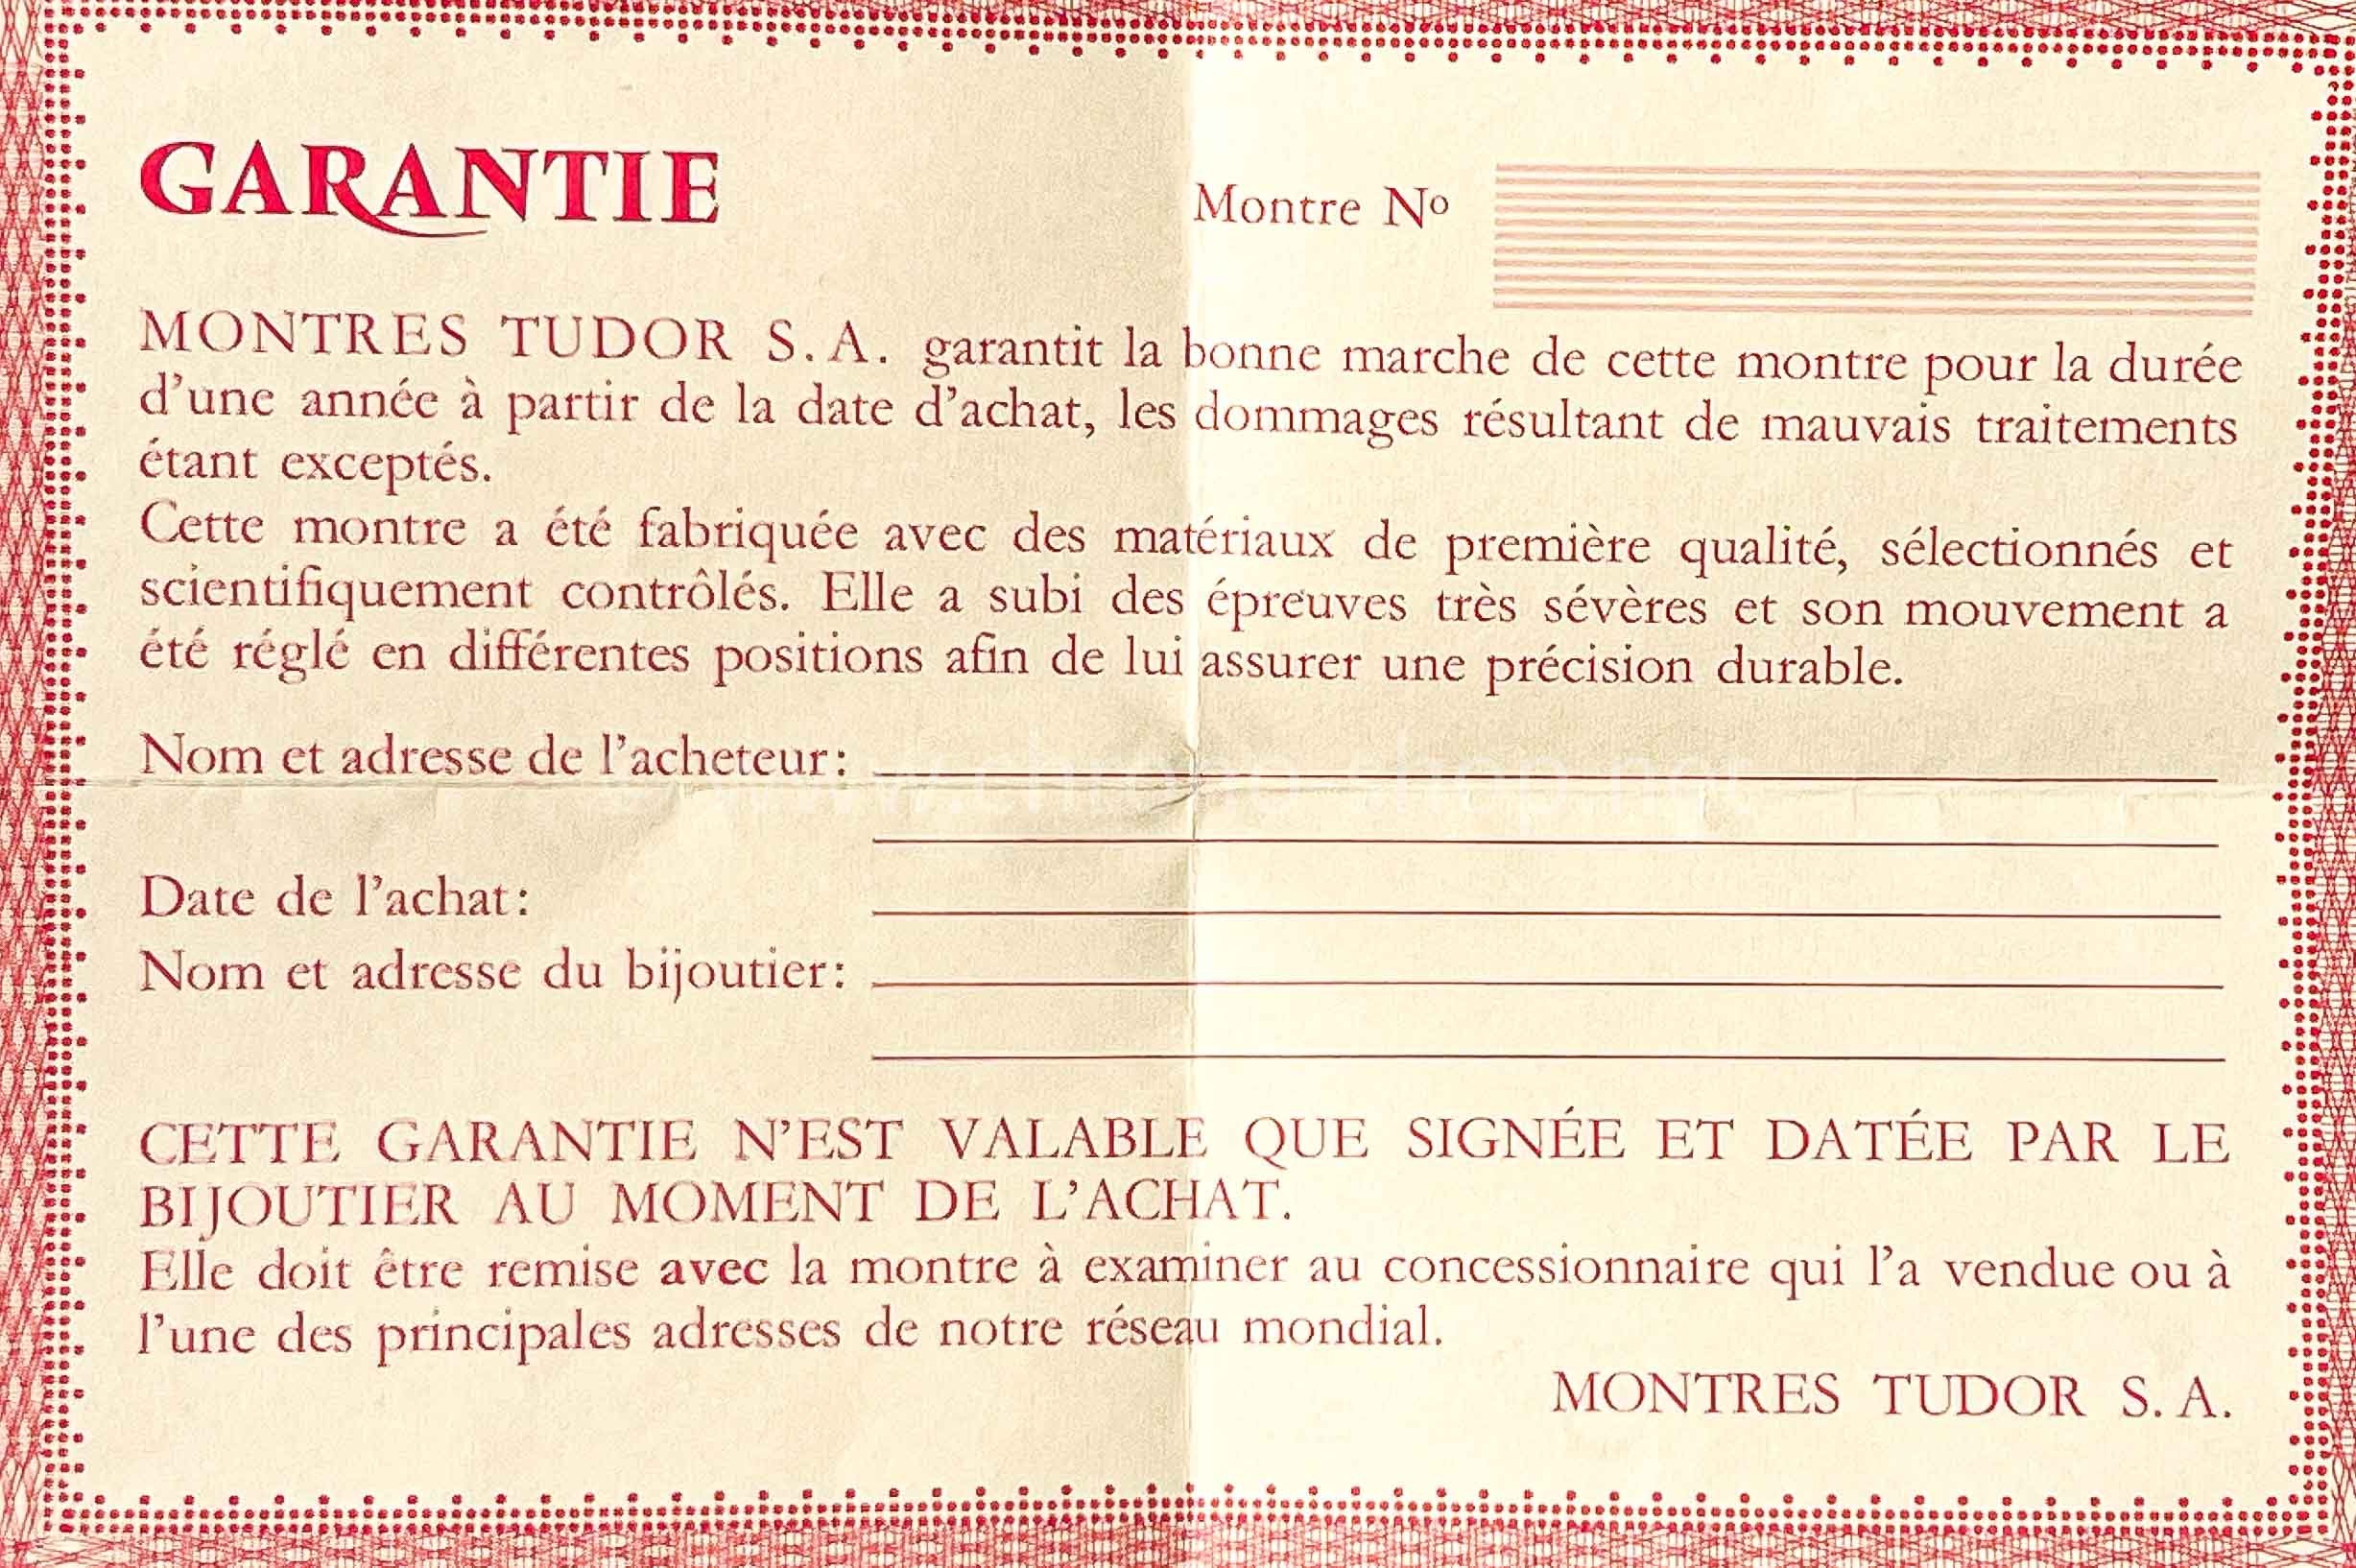 GARANTIE
Montre Nº
MONTRES TUDOR S.A. garantit la bonne marche de cette montre pour la durée
d'une année à partir de la date d'achat, les dommages résultant de mauvais traitements
étant exceptés.
Cette montre a été fabriquée avec des matériaux de première qualité, sélectionnés et
scientifiquement contrôlés. Elle a subi des épreuves très sévères et son mouvement a
été réglé en différentes positions afin de lui assurer une précision durable.
Nom et adresse de l'acheteur:
Date de l'achat:
Nom et adresse du bijoutier:
CETTE GARANTIE N'EST VALABLE QUE SIGNÉE ET DATÉE PAR LE
BIJOUTIER AU MOMENT DE L'ACHAT.
Elle doit être remise avec la montre à examiner au concessionnaire qui l'a vendue ou à
l'une des principales adresses de notre réseau mondial.
MONTRES TUDOR S.A.